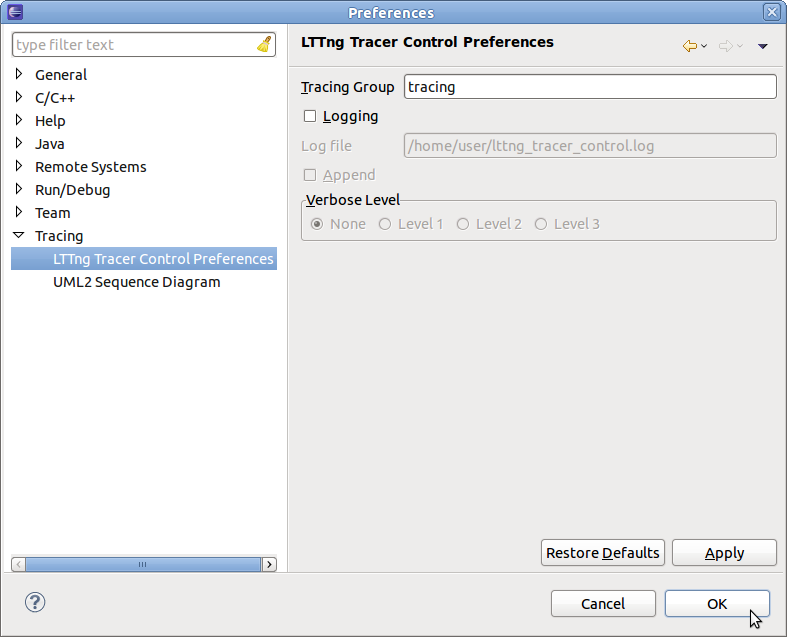 Preferences
type filter text
General
C/C++
Help
Java
Remote Systems
Run/Debug
Team
Tracing
LTTng Tracer Control Preferences
UML2 Sequence Diagram
LTTng Tracer Control Preferences
Tracing Group tracing
Logging
Log file /home/user/lttng_tracer_control.log
Append
Verbose Level
None Level 1 Level 2 Level 3
Restore Defaults Apply
? Cancel OK